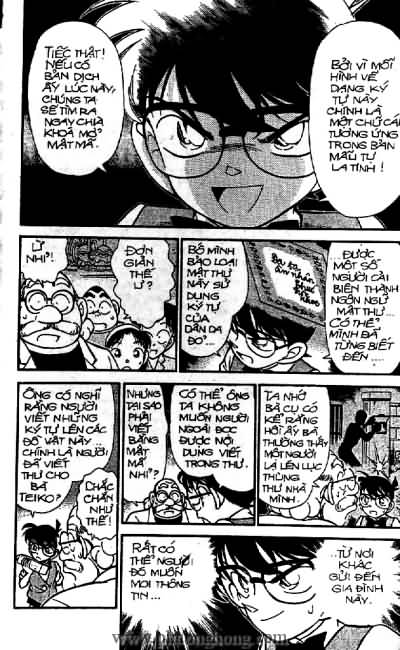 BỞI VÌ MỖI
HÌNH VẼ
DẠNG KÝ
TỰ NÀY
CHÍNH LÀ
MỘT CHỮ CÁI
TƯƠNG ỨNG
TRONG BẢN
MẪU TỰ
LA TINH!
TIẾC THẬT!
NẾU CÓ
BẢN DỊCH
ẤY LÚC NÀY,
CHÚNG TA
SẼ TÌM RA
NGAY CHÌA
KHOÁ MỞ
MẬT MÃ.
...ĐƯỢC
MỘT SỐ
NGƯỜI CẢI
BIẾN THÀNH
NGÔN NGỮ
MẬT THƯ...
CÓ THỂ
MÌNH ĐÃ
TỪNG BIẾT
ĐẾN....
BỐ MÌNH
BẢO LOẠI
MẬT THƯ
NÀY SỬ
DỤNG
KÝ TỰ
CỦA
DÂN DA
ĐỎ...
ĐƠN
GIẢN
THẾ
Ư?
Ừ
NHỈ!
TA NHỚ
BÀ CỤ CÓ
KỂ RẰNG
HỒI ẤY BÀ
THƯỜNG THẤY
MỘT NGƯỜI
LẠ LÉN LỤC
THÙNG
THƯ NHÀ
MÌNH.
CÓ THỂ ÔNG
TA KHÔNG
MUỐN NGƯỜI
NGOÀI ĐỌC
ĐƯỢC NỘI
DUNG VIẾT
TRONG THƯ.
NHƯNG
TẠI SAO
PHẢI
VIẾT
BẰNG
MẬT
MÃ
NHỈ?
ÔNG CÓ NGHĨ
RẰNG NGƯỜI
VIẾT NHỮNG
KÝ TỰ LÊN CÁC
ĐỒ VẬT NÀY...
CHÍNH LÀ NGƯỜI
ĐÃ VIẾT
THƯ CHO
BÀ
TEIKO?
CHẮC
CHẮN NHƯ
THẾ!
...TỪ NƠI
KHÁC
GỬI ĐẾN
GIA ĐÌNH
NÀY.
RẤT CÓ
THỂ NGƯỜI
ĐÓ MUỐN
MOI THÔNG
TIN...